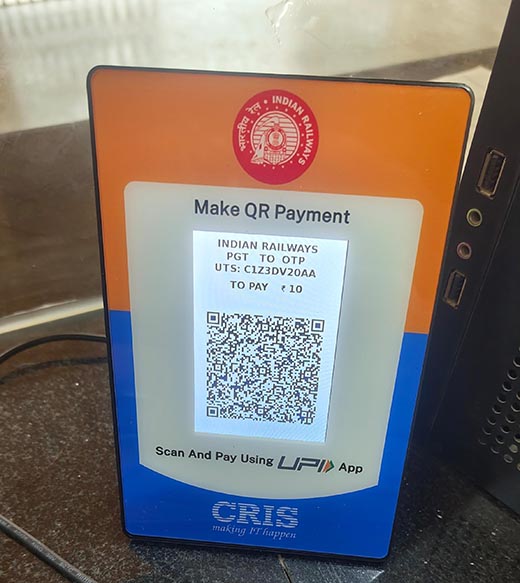 भारतीय रेल • INDIAN RAILWAYS
Make QR Payment
INDIAN RAILWAYS
PGT TO OTP
UTS: C1Z3DV20AA
TO PAY ₹ 10
Scan And Pay Using UPI App
CRIS
making IT happen